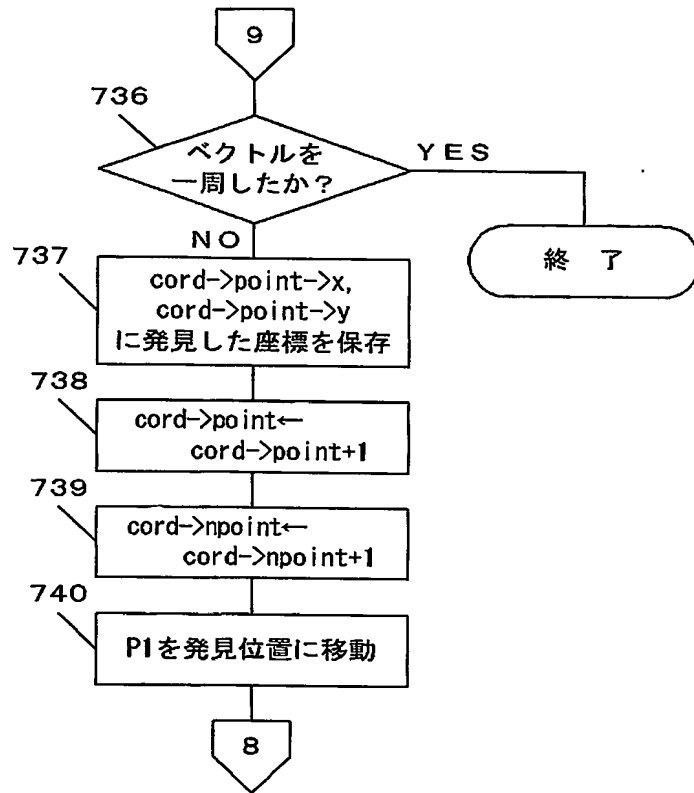 9
736
ベクトルを
一周したか？
YES
NO
終 了
737
cord->point->x,
cord->point->y
に発見した座標を保存
738
cord->point←
cord->point+1
739
cord->npoint←
cord->npoint+1
740
P1を発見位置に移動
8